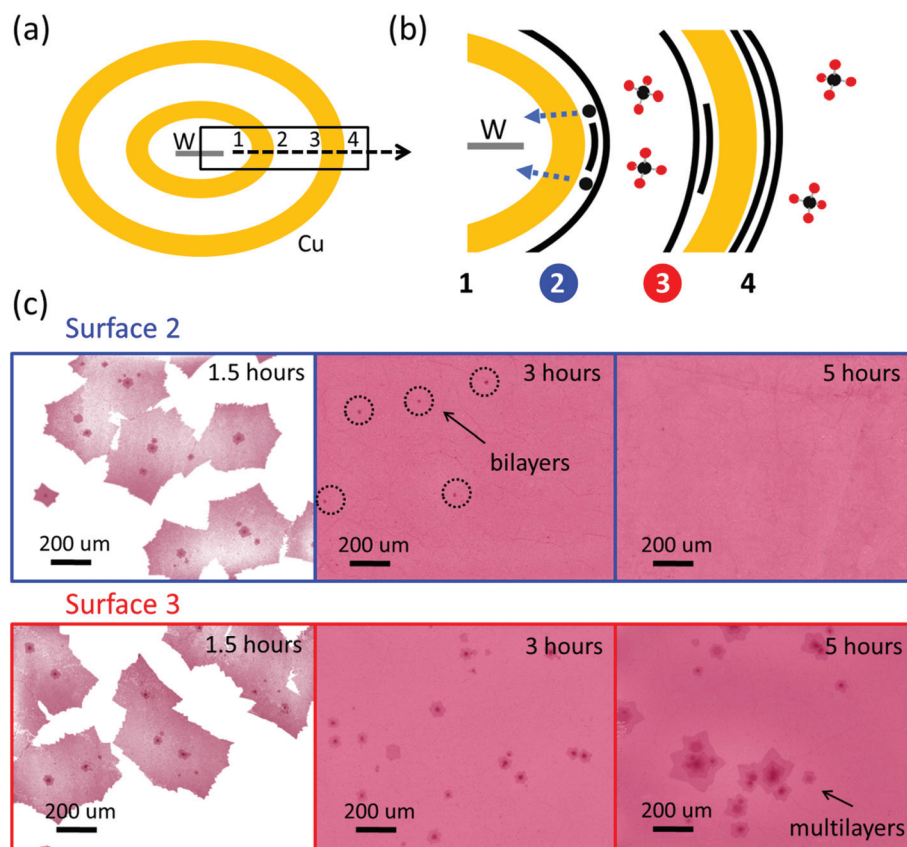 (a)
W 1 2 3 4
Cu
(b)
W
1 2 3 4
(c)
Surface 2
1.5 hours
200 um
3 hours
bilayers
200 um
5 hours
200 um
Surface 3
1.5 hours
200 um
3 hours
200 um
5 hours
200 um
multilayers